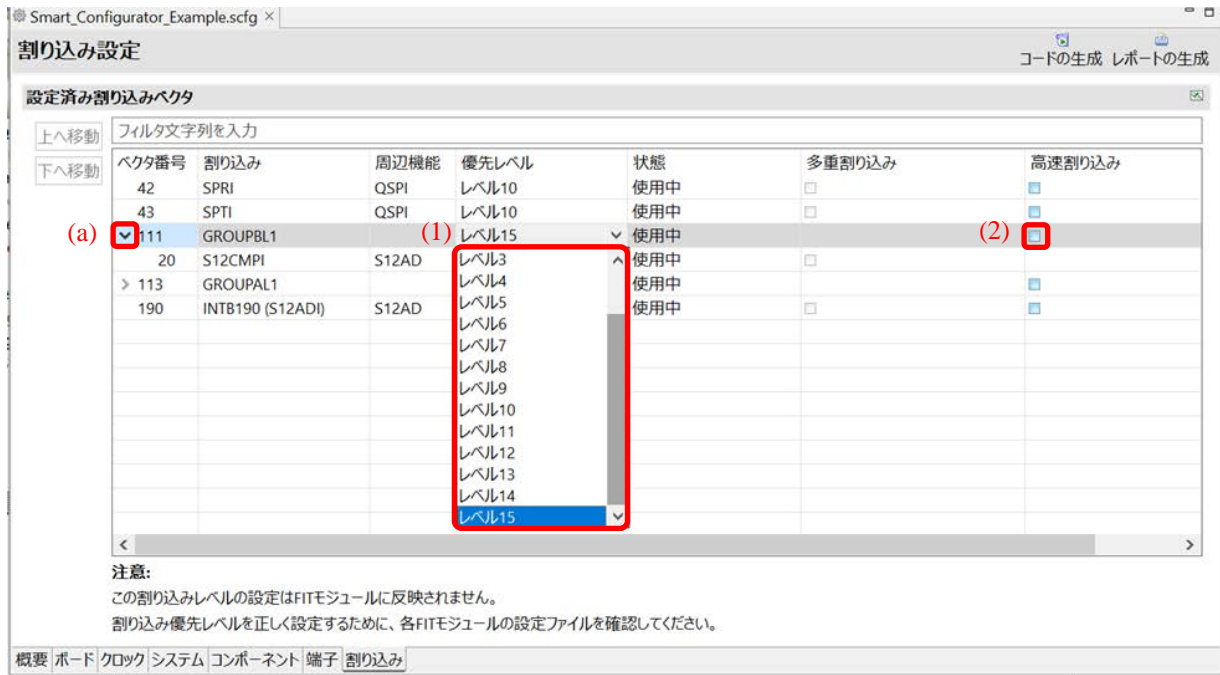 Smart_Configurator_Example.scfg ×
割り込み設定
コードの生成 レポートの生成
設定済み割り込みベクタ
上へ移動
フィルタ文字列を入力
下へ移動
ベクタ番号 割り込み 周辺機能 優先レベル 状態 多重割り込み 高速割り込み
42 SPRI QSPI レベル10 使用中
43 SPTI QSPI レベル10 使用中
(a) 111 GROUPBL1 (1) レベル15 使用中 (2)
20 S12CMPI S12AD レベル3 使用中
113 GROUPAL1 レベル4 使用中
190 INTB190 (S12ADI) S12AD レベル5 使用中
レベル6
レベル7
レベル8
レベル9
レベル10
レベル11
レベル12
レベル13
レベル14
レベル15
注意:
この割り込みレベルの設定はFITモジュールに反映されません。
割り込み優先レベルを正しく設定するために、各FITモジュールの設定ファイルを確認してください。
概要 ボード クロック システム コンポーネント 端子 割り込み